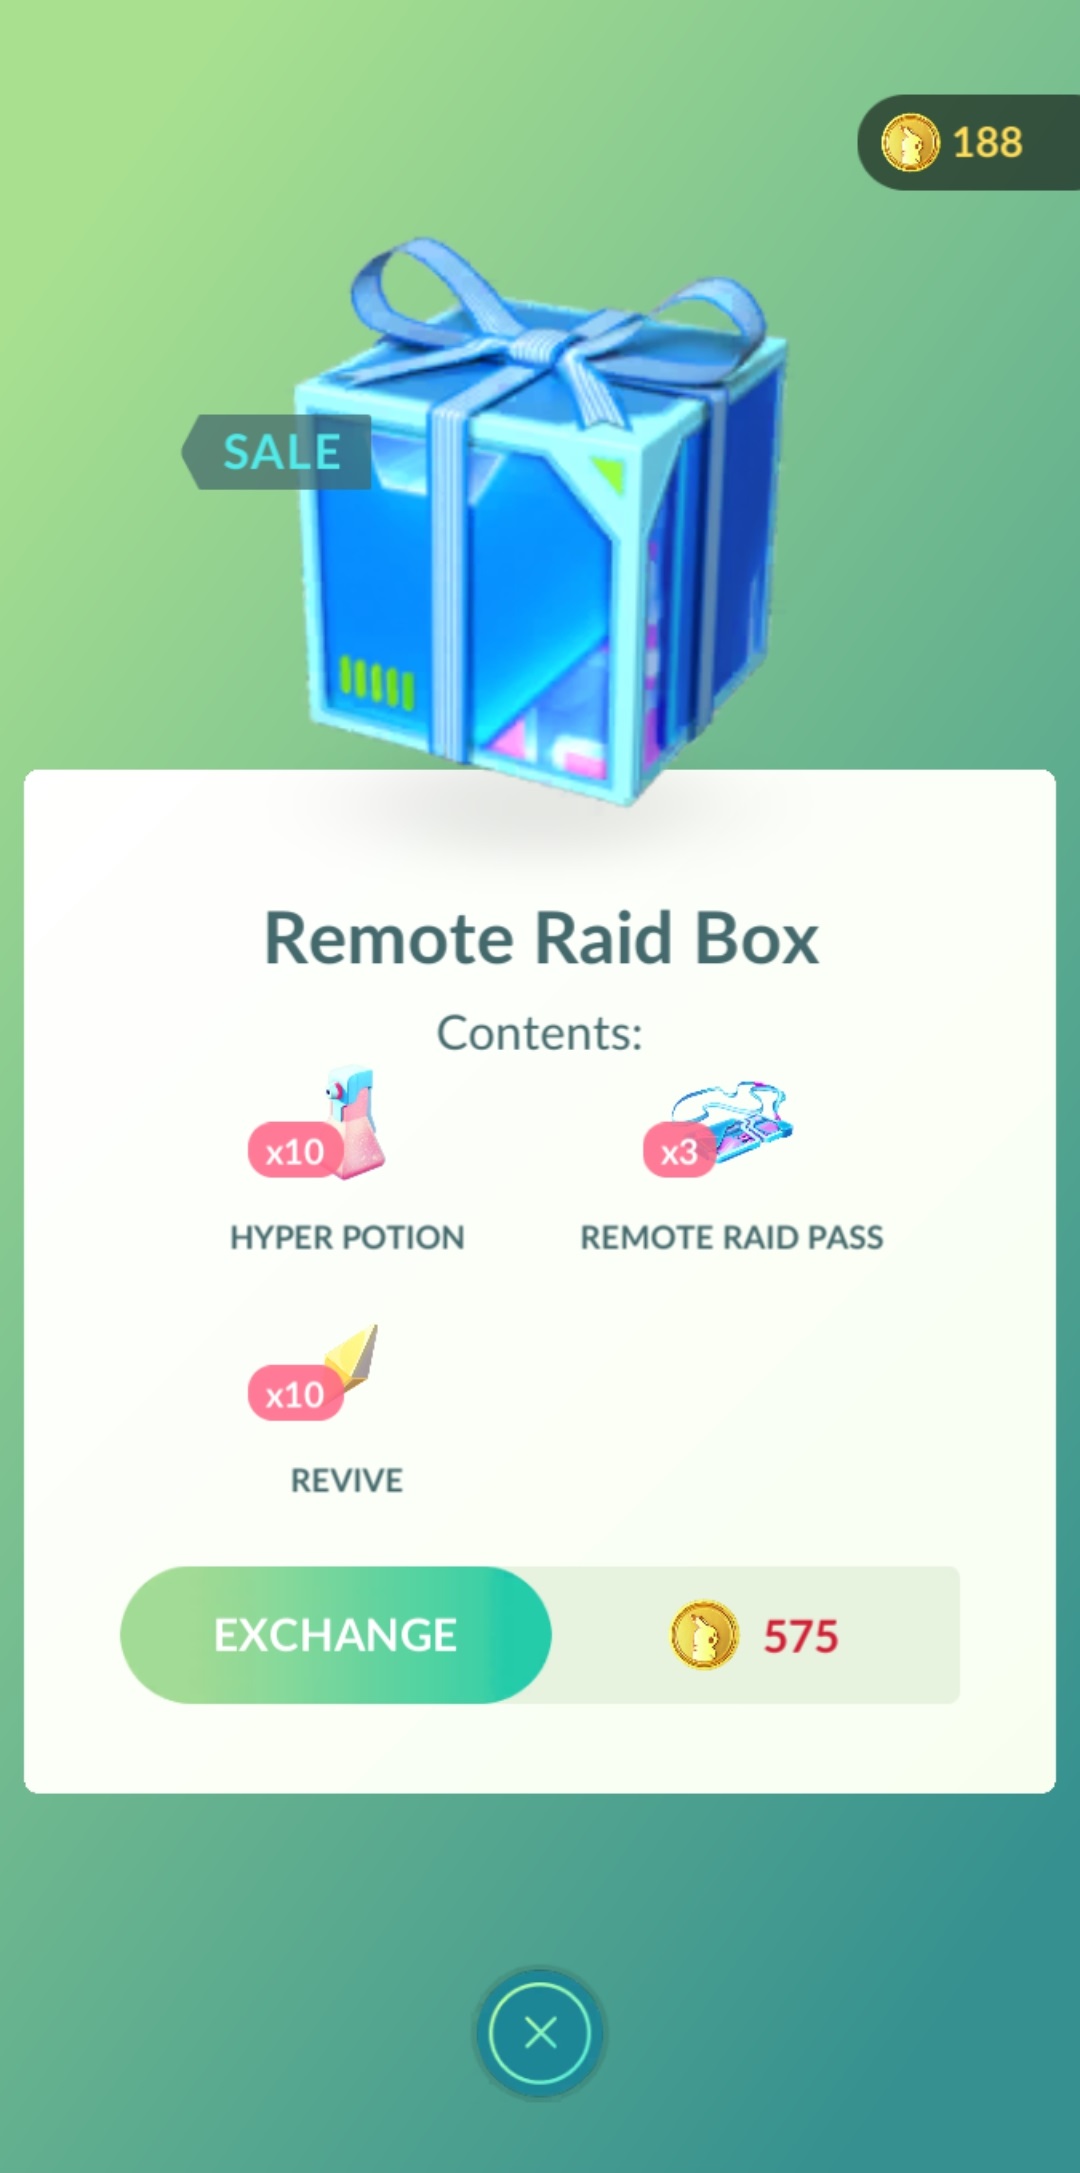 188
SALE
Remote Raid Box
Contents:
x10
x3
HYPER POTION
REMOTE RAID PASS
x10
REVIVE
EXCHANGE
575